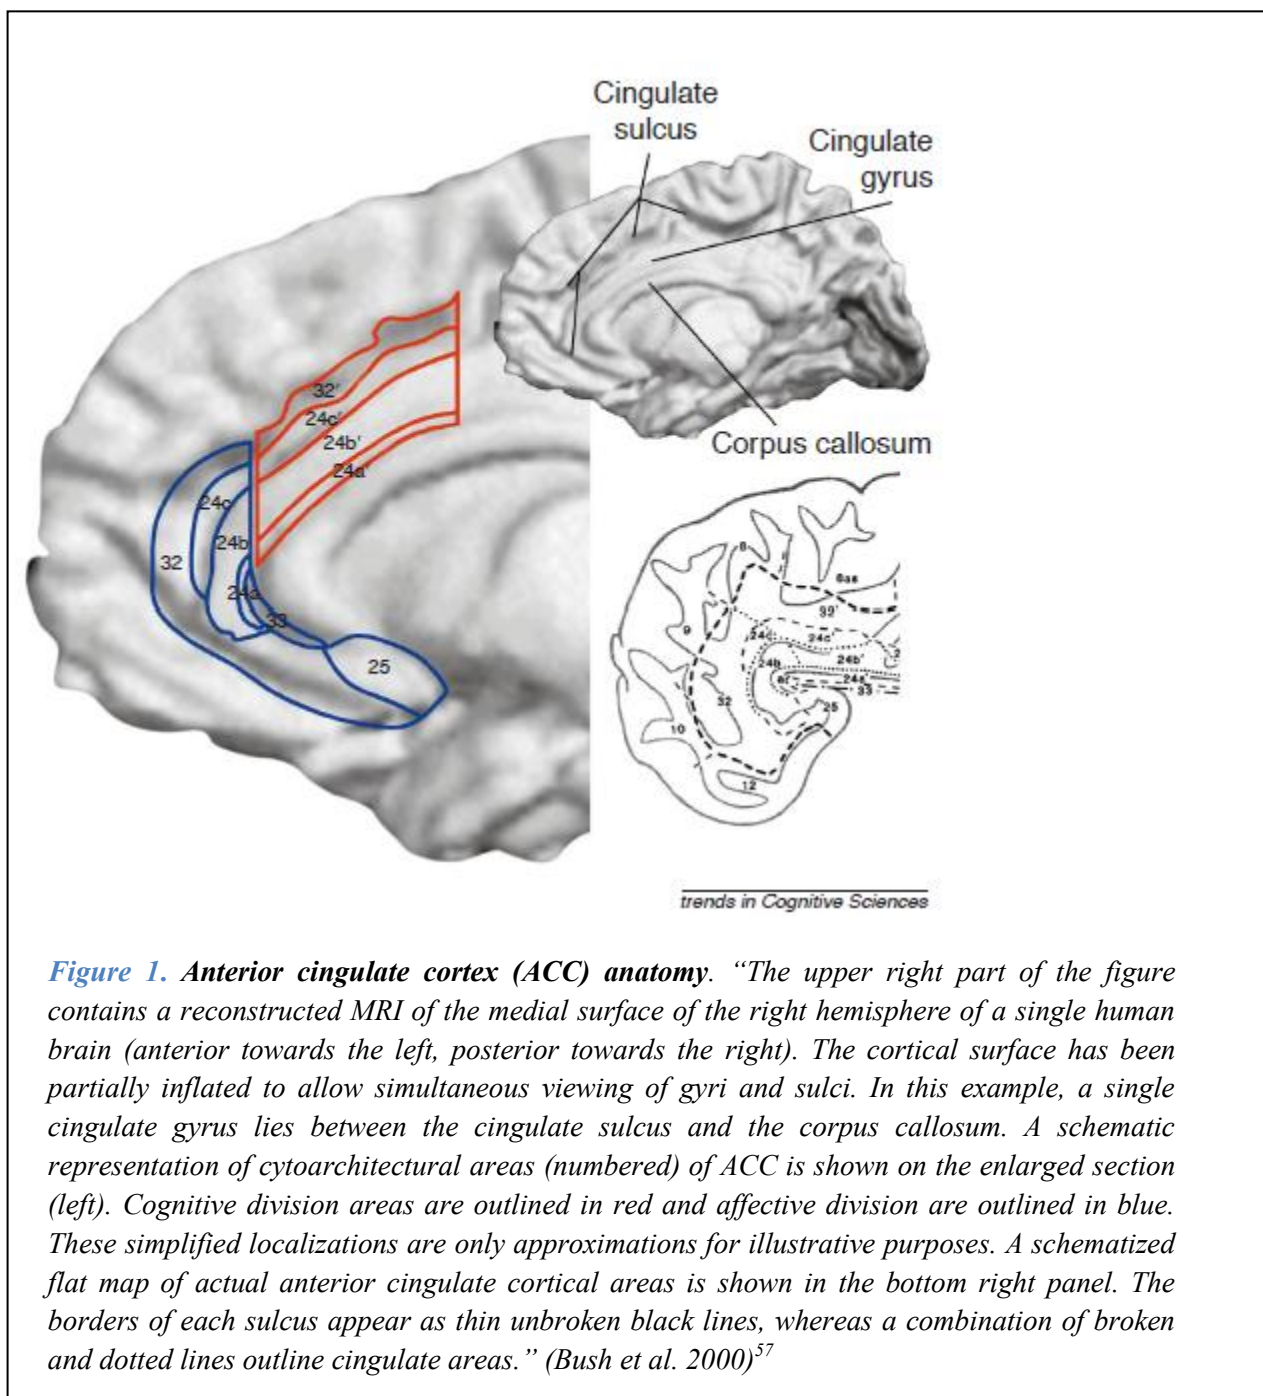 Cingulate
sulcus
Cingulate
gyrus
Corpus callosum
32'
24c'
24b'
24a'
24c
24b
32
24a
33
25
8
6aβ
32'
9
24c
24c'
24b'
24b
24a'
33
32
25
10
12
trends in Cognitive Sciences
Figure 1. Anterior cingulate cortex (ACC) anatomy. “The upper right part of the figure
contains a reconstructed MRI of the medial surface of the right hemisphere of a single human
brain (anterior towards the left, posterior towards the right). The cortical surface has been
partially inflated to allow simultaneous viewing of gyri and sulci. In this example, a single
cingulate gyrus lies between the cingulate sulcus and the corpus callosum. A schematic
representation of cytoarchitectural areas (numbered) of ACC is shown on the enlarged section
(left). Cognitive division areas are outlined in red and affective division are outlined in blue.
These simplified localizations are only approximations for illustrative purposes. A schematized
flat map of actual anterior cingulate cortical areas is shown in the bottom right panel. The
borders of each sulcus appear as thin unbroken black lines, whereas a combination of broken
and dotted lines outline cingulate areas.” (Bush et al. 2000)57